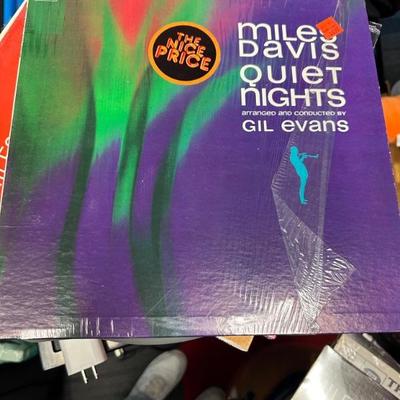 miles
Davis
Quiet
nights
arranged and conducted by
GIL evans
THE
NICE
PRICE